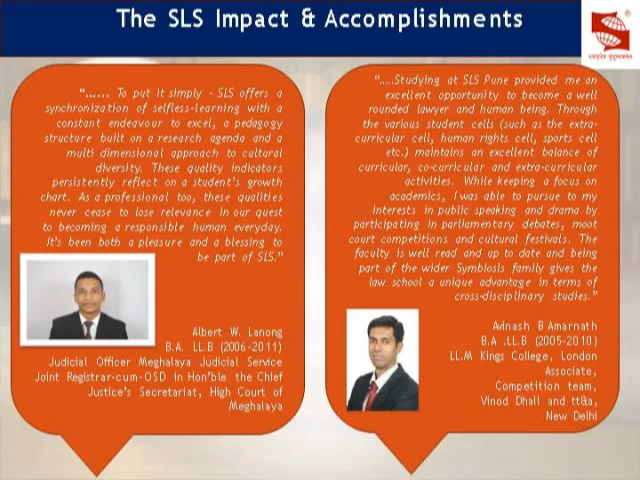 The SLS Impact & Accomplishments
“...... To put it simply - SLS offers a
synchronization of selfless-learning with a
constant endeavour to excel, a pedagogy
structure built on a research agenda and a
multi dimensional approach to cultural
diversity. These quality indicators
persistently reflect on a student’s growth
chart. As a professional too, these qualities
never cease to lose relevance in our quest
to becoming a responsible human everyday.
It’s been both a pleasure and a blessing to
be part of SLS.”
Albert W. Lanong
B.A. LL.B (2006-2011)
Judicial Officer Meghalaya Judicial Service
Joint Registrar-cum-OSD in Hon’ble the Chief
Justice’s Secretariat, High Court of
Meghalaya
“.....Studying at SLS Pune provided me an
excellent opportunity to become a well
rounded lawyer and human being. Through
the various student cells (such as the extra-
curricular cell, human rights cell, sports cell
etc.) maintains an excellent balance of
curricular, co-curricular and extra-curricular
activities. While keeping a focus on
academics, I was able to pursue to my
interests in public speaking and drama by
participating in parliamentary debates, moot
court competitions and cultural festivals. The
faculty is well read and up to date and being
part of the wider Symbiosis family gives the
law school a unique advantage in terms of
cross-disciplinary studies.”
Avinash B Amarnath
B.A .LL.B (2005-2010)
LL.M Kings College, London
Associate,
Competition team,
Vinod Dhall and tt&a,
New Delhi